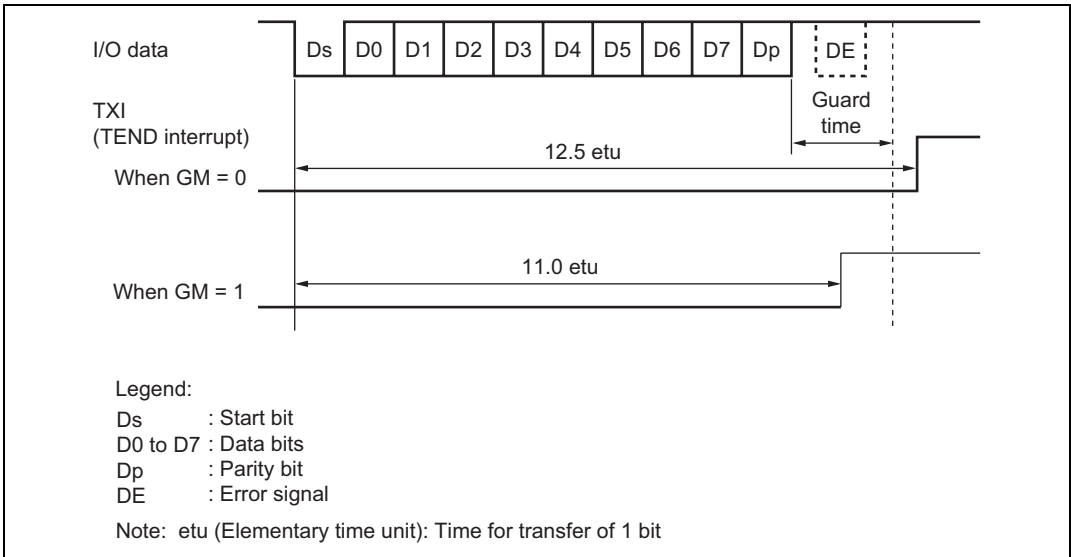 I/O data
Ds D0 D1 D2 D3 D4 D5 D6 D7 Dp DE
Guard
time
TXI
(TEND interrupt)
12.5 etu
When GM = 0
11.0 etu
When GM = 1
Legend:
Ds : Start bit
D0 to D7 : Data bits
Dp : Parity bit
DE : Error signal
Note: etu (Elementary time unit): Time for transfer of 1 bit